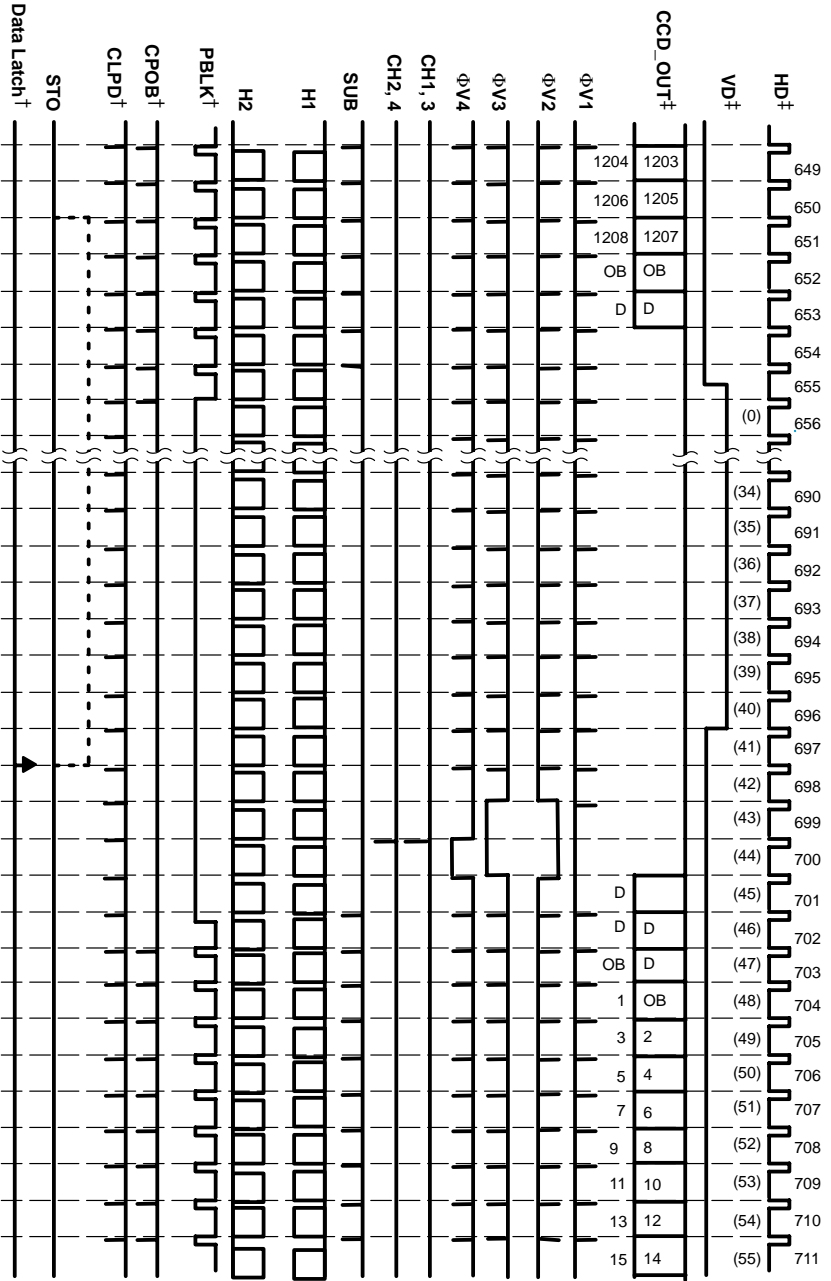 HD‡
VD‡
CCD_OUT‡
ΦV1
ΦV2
ΦV3
ΦV4
CH1, 3
CH2, 4
SUB
H1
H2
PBLK†
CPOB†
CLPD†
STO
Data Latch†
649
650
651
652
653
654
655
656
690
691
692
693
694
695
696
697
698
699
700
701
702
703
704
705
706
707
708
709
710
711
(0)
(34)
(35)
(36)
(37)
(38)
(39)
(40)
(41)
(42)
(43)
(44)
(45)
(46)
(47)
(48)
(49)
(50)
(51)
(52)
(53)
(54)
(55)
1204 1203
1206 1205
1208 1207
OB OB
D D
D
D D
OB D
1 OB
3 2
5 4
7 6
9 8
11 10
13 12
15 14